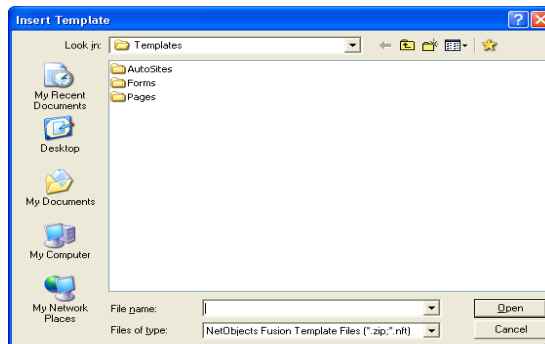 Insert Template
Look in: Templates
AutoSites
Forms
Pages
My Recent
Documents
Desktop
My Documents
My Computer
My Network
Places
File name:
Open
Files of type: NetObjects Fusion Template Files (*.zip;*.nft)
Cancel